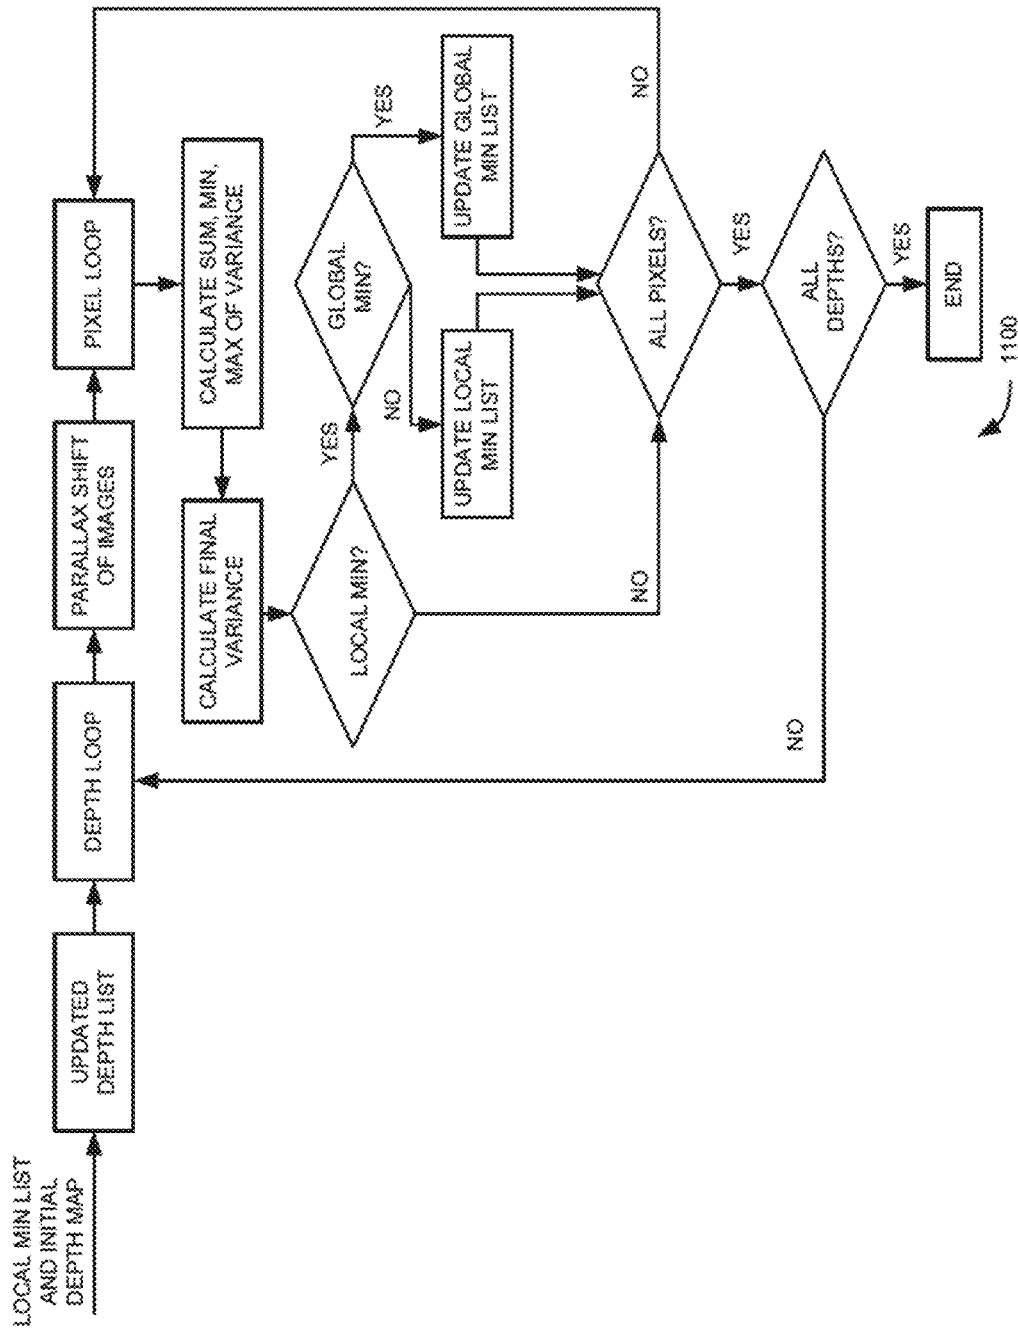 LOCAL MIN LIST
AND INITIAL
DEPTH MAP
UPDATED
DEPTH LIST
DEPTH LOOP
PARALLAX SHIFT
OF IMAGES
PIXEL LOOP
CALCULATE SUM, MIN,
MAX OF VARIANCE
CALCULATE FINAL
VARIANCE
LOCAL MIN?
YES
NO
GLOBAL
MIN?
YES
NO
UPDATE LOCAL
MIN LIST
UPDATE GLOBAL
MIN LIST
ALL PIXELS?
NO
YES
ALL
DEPTHS?
NO
YES
END
1100